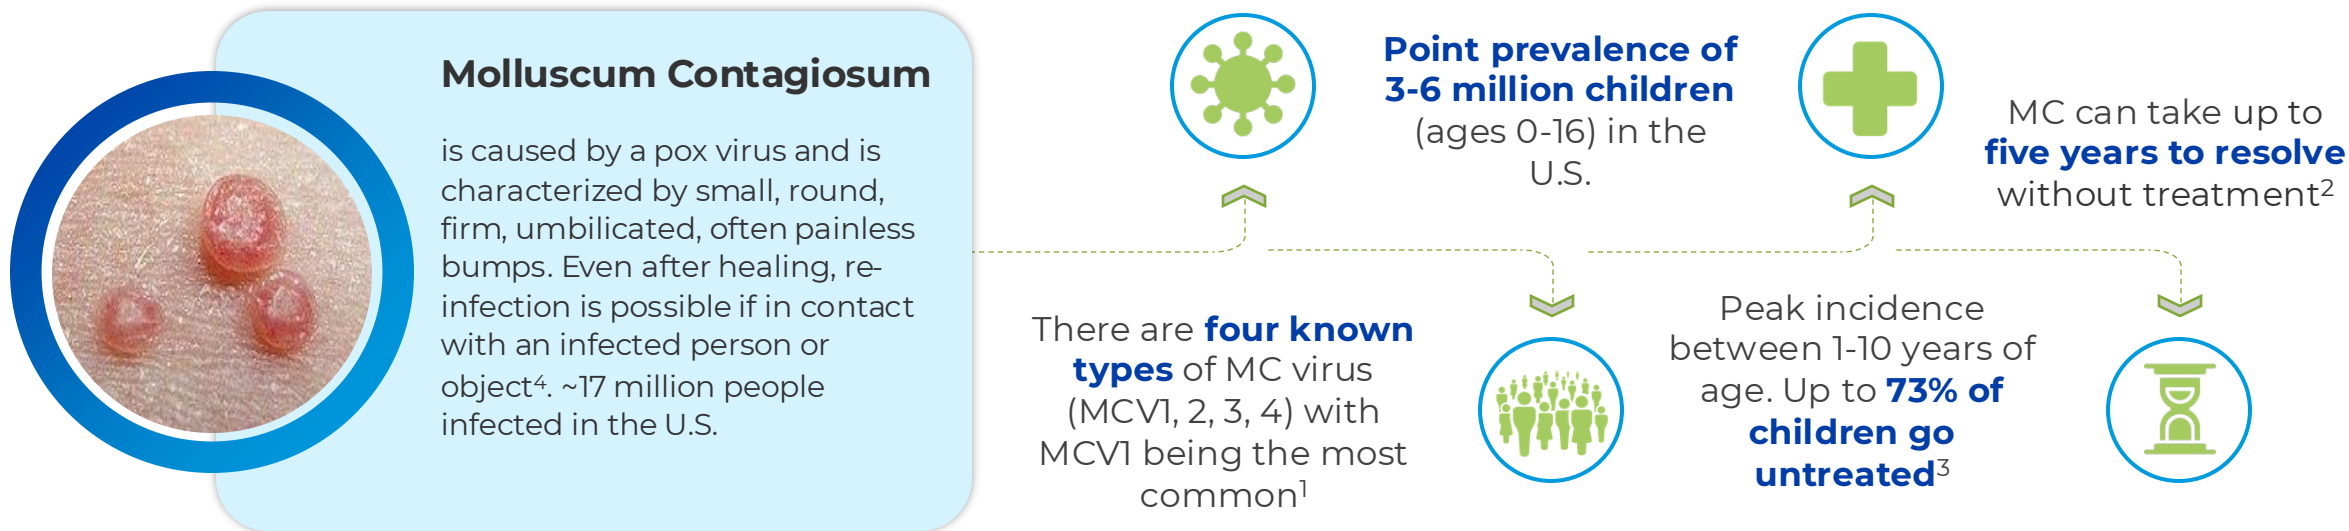 Molluscum Contagiosum
is caused by a pox virus and is
characterized by small, round,
firm, umbilicated, often painless
bumps. Even after healing, re-
infection is possible if in contact
with an infected person or
object⁴. ~17 million people
infected in the U.S.
There are four known
types of MC virus
(MCV1, 2, 3, 4) with
MCV1 being the most
common¹
Point prevalence of
3-6 million children
(ages 0-16) in the
U.S.
Peak incidence
between 1-10 years of
age. Up to 73% of
children go
untreated³
MC can take up to
five years to resolve
without treatment²